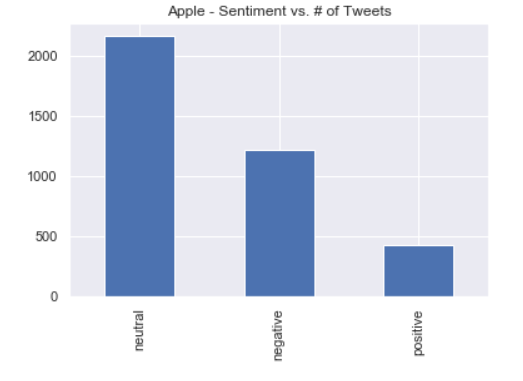 Apple - Sentiment vs. # of Tweets
2000
1500
1000
500
0
neutral
negative
positive